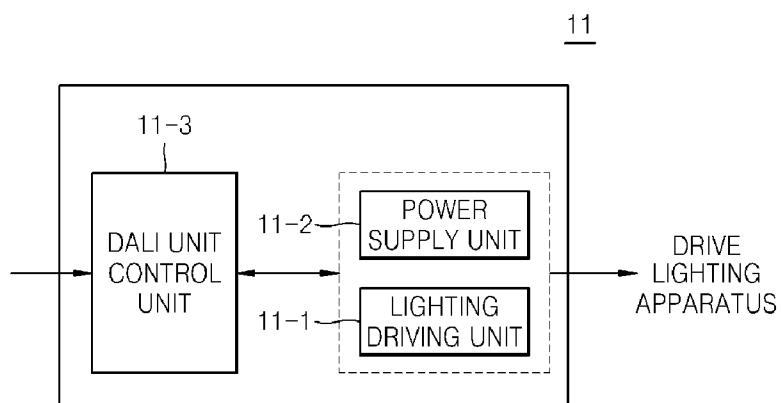 11
11-3
DALI UNIT
CONTROL
UNIT
11-2
POWER
SUPPLY UNIT
11-1
LIGHTING
DRIVING UNIT
DRIVE
LIGHTING
APPARATUS